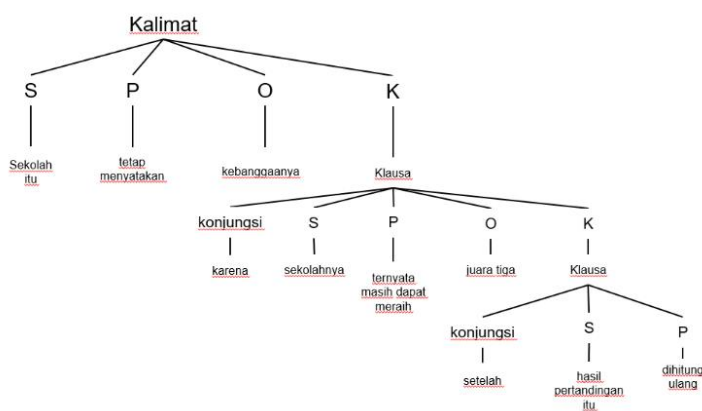 Kalimat
S P O K
Sekolah
itu
tetap
menyatakan
kebanggaanya
Klausa
konjungsi S P O K
karena
sekolahnya
ternyata
masih dapat
meraih
juara tiga
Klausa
konjungsi S P
setelah
hasil
pertandingan
itu
dihitung
ulang